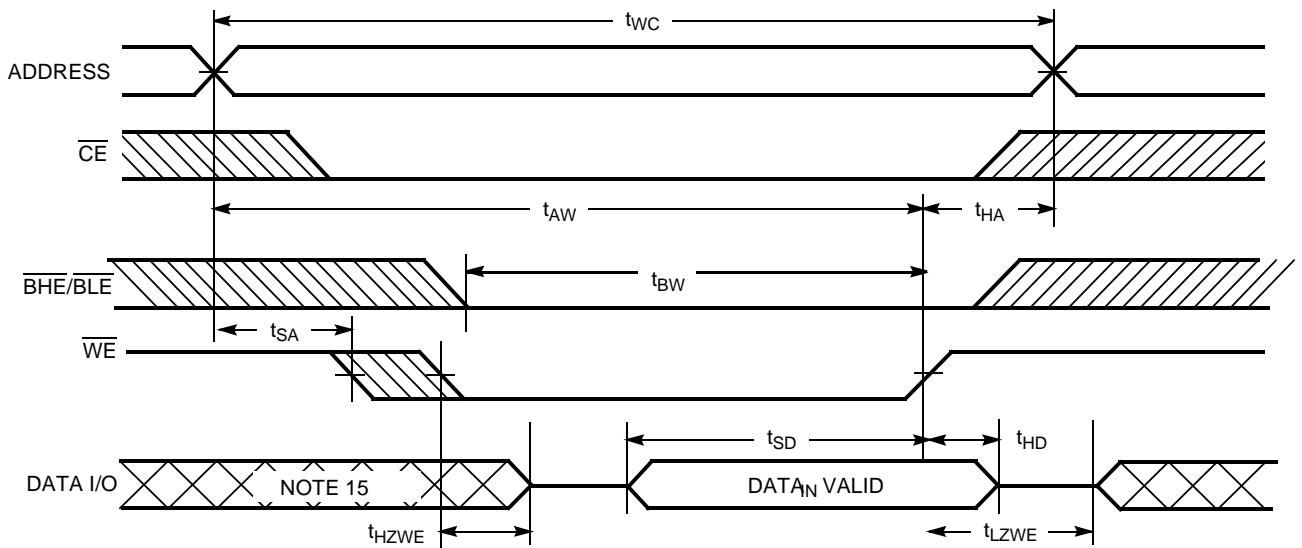 tWC
ADDRESS
CE
tAW
tHA
BHE/BLE
tBW
tSA
WE
tSD
tHD
DATA I/O
NOTE 15
DATAIN VALID
tHZWE
tLZWE